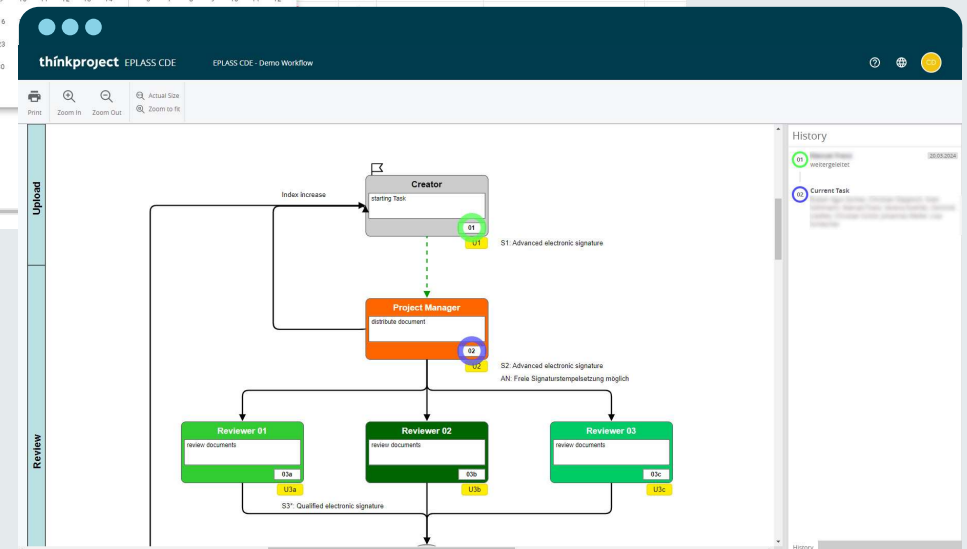 thinkproject EPLASS CDE
EPLASS CDE - Demo Workflow
CD
Print
Zoom In
Zoom Out
Actual Size
Zoom to fit
Upload
Index increase
Creator
starting Task
01
U1
S1: Advanced electronic signature
Project Manager
distribute document
02
U2
S2: Advanced electronic signature
AN: Freie Signaturstempelsetzung möglich
Review
Reviewer 01
review documents
03a
U3a
Reviewer 02
review documents
03b
U3b
Reviewer 03
review documents
03c
U3c
S3*: Qualified electronic signature
History
01
weitergeleitet
20.03.2024
02
Current Task
History